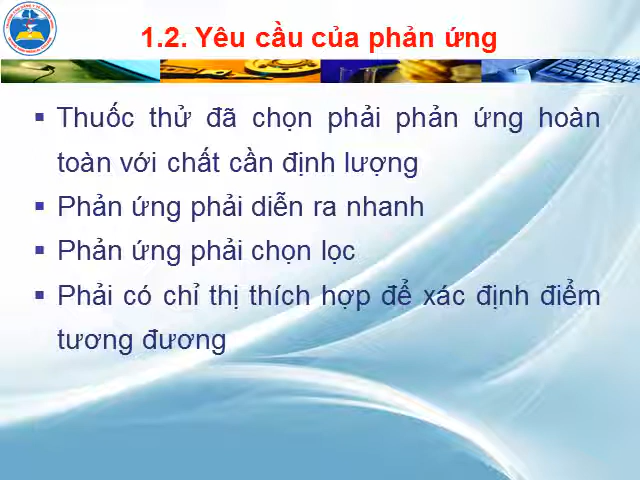 1.2. Yêu cầu của phản ứng
▪ Thuốc thử đã chọn phải phản ứng hoàn
toàn với chất cần định lượng
▪ Phản ứng phải diễn ra nhanh
▪ Phản ứng phải chọn lọc
▪ Phải có chỉ thị thích hợp để xác định điểm
tương đương